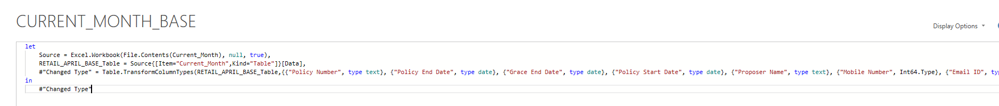 CURRENT_MONTH_BASE
Display Options
let
Source = Excel.Workbook(File.Contents(Current_Month), null, true),
RETAIL_APRIL_BASE_Table = Source{[Item="Current_Month",Kind="Table"]}[Data],
#"Changed Type" = Table.TransformColumnTypes(RETAIL_APRIL_BASE_Table,{{"Policy Number", type text}, {"Policy End Date", type date}, {"Grace End Date", type date}, {"Policy Start Date", type date}, {"Proposer Name", type text}, {"Mobile Number", Int64.Type}, {"Email ID", ty
in
#"Changed Type"